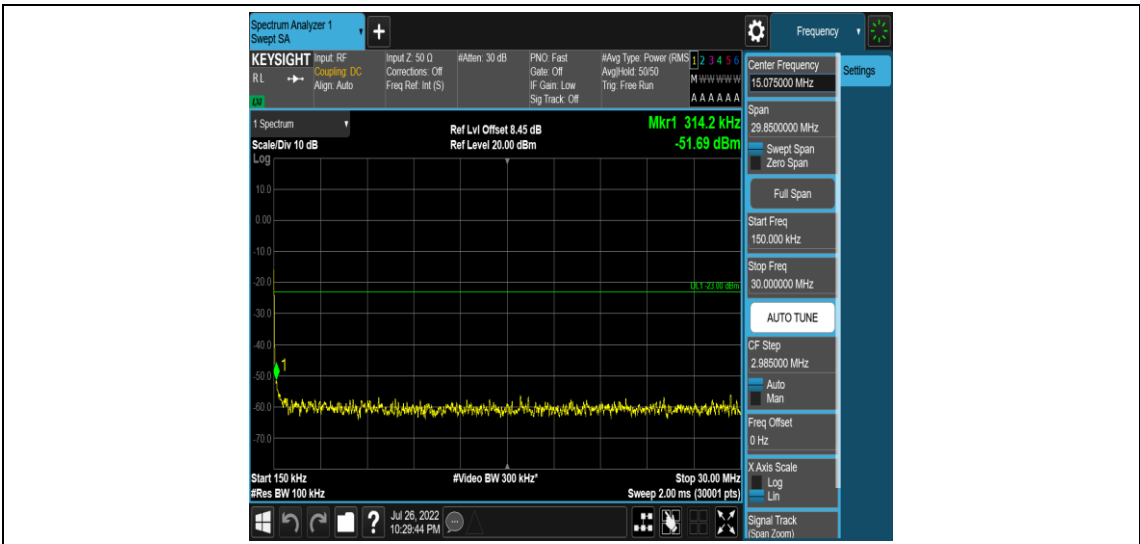 Spectrum Analyzer 1
Swept SA
+
Frequency
KEYSIGHT
RL
LXI
Input: RF
Coupling: DC
Align: Auto
Input Z: 50 Ω
Corrections: Off
Freq Ref: Int (S)
#Atten: 30 dB
PNO: Fast
Gate: Off
IF Gain: Low
Sig Track: Off
#Avg Type: Power (RMS
Avg|Hold: 50/50
Trig: Free Run
1 2 3 4 5 6
M W W W W W
A A A A A A
1 Spectrum
Scale/Div 10 dB
Log
Ref Lvl Offset 8.45 dB
Ref Level 20.00 dBm
Mkr1 314.2 kHz
-51.69 dBm
10.0
0.00
-10.0
-20.0
DL1 -23.00 dBm
-30.0
-40.0
1
-50.0
-60.0
-70.0
Start 150 kHz
#Res BW 100 kHz
#Video BW 300 kHz*
Stop 30.00 MHz
Sweep 2.00 ms (30001 pts)
?
Jul 26, 2022
10:29:44 PM
Center Frequency
15.075000 MHz
Settings
Span
29.8500000 MHz
Swept Span
Zero Span
Full Span
Start Freq
150.000 kHz
Stop Freq
30.000000 MHz
AUTO TUNE
CF Step
2.985000 MHz
Auto
Man
Freq Offset
0 Hz
X Axis Scale
Log
Lin
Signal Track
(Span Zoom)